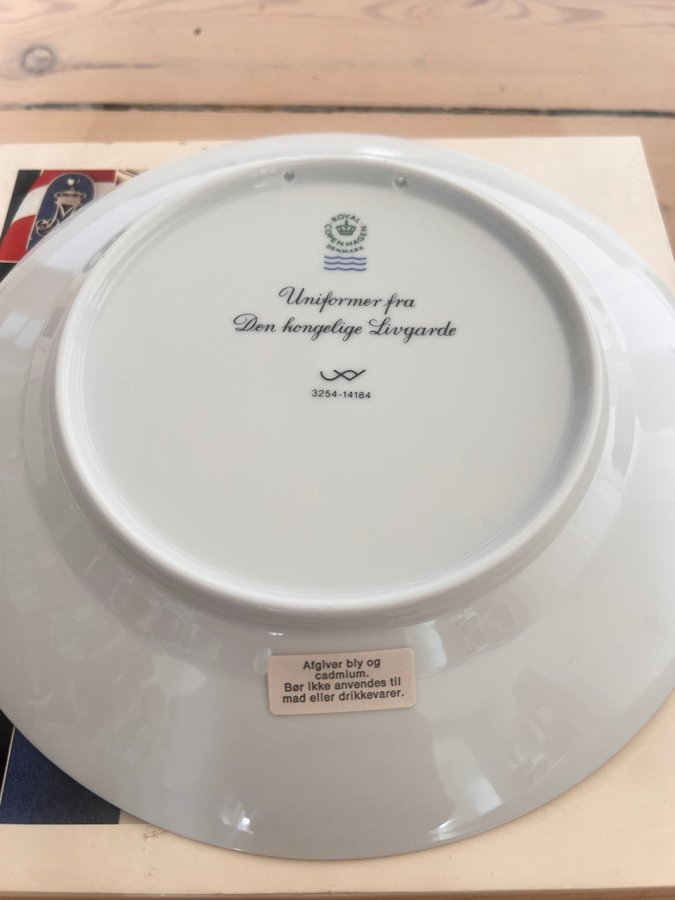 ROYAL
COPENHAGEN
DENMARK
Uniformer fra
Den kongelige Livgarde
3254-14184
Afgiver bly og
cadmium.
Bør ikke anvendes til
mad eller drikkevarer.